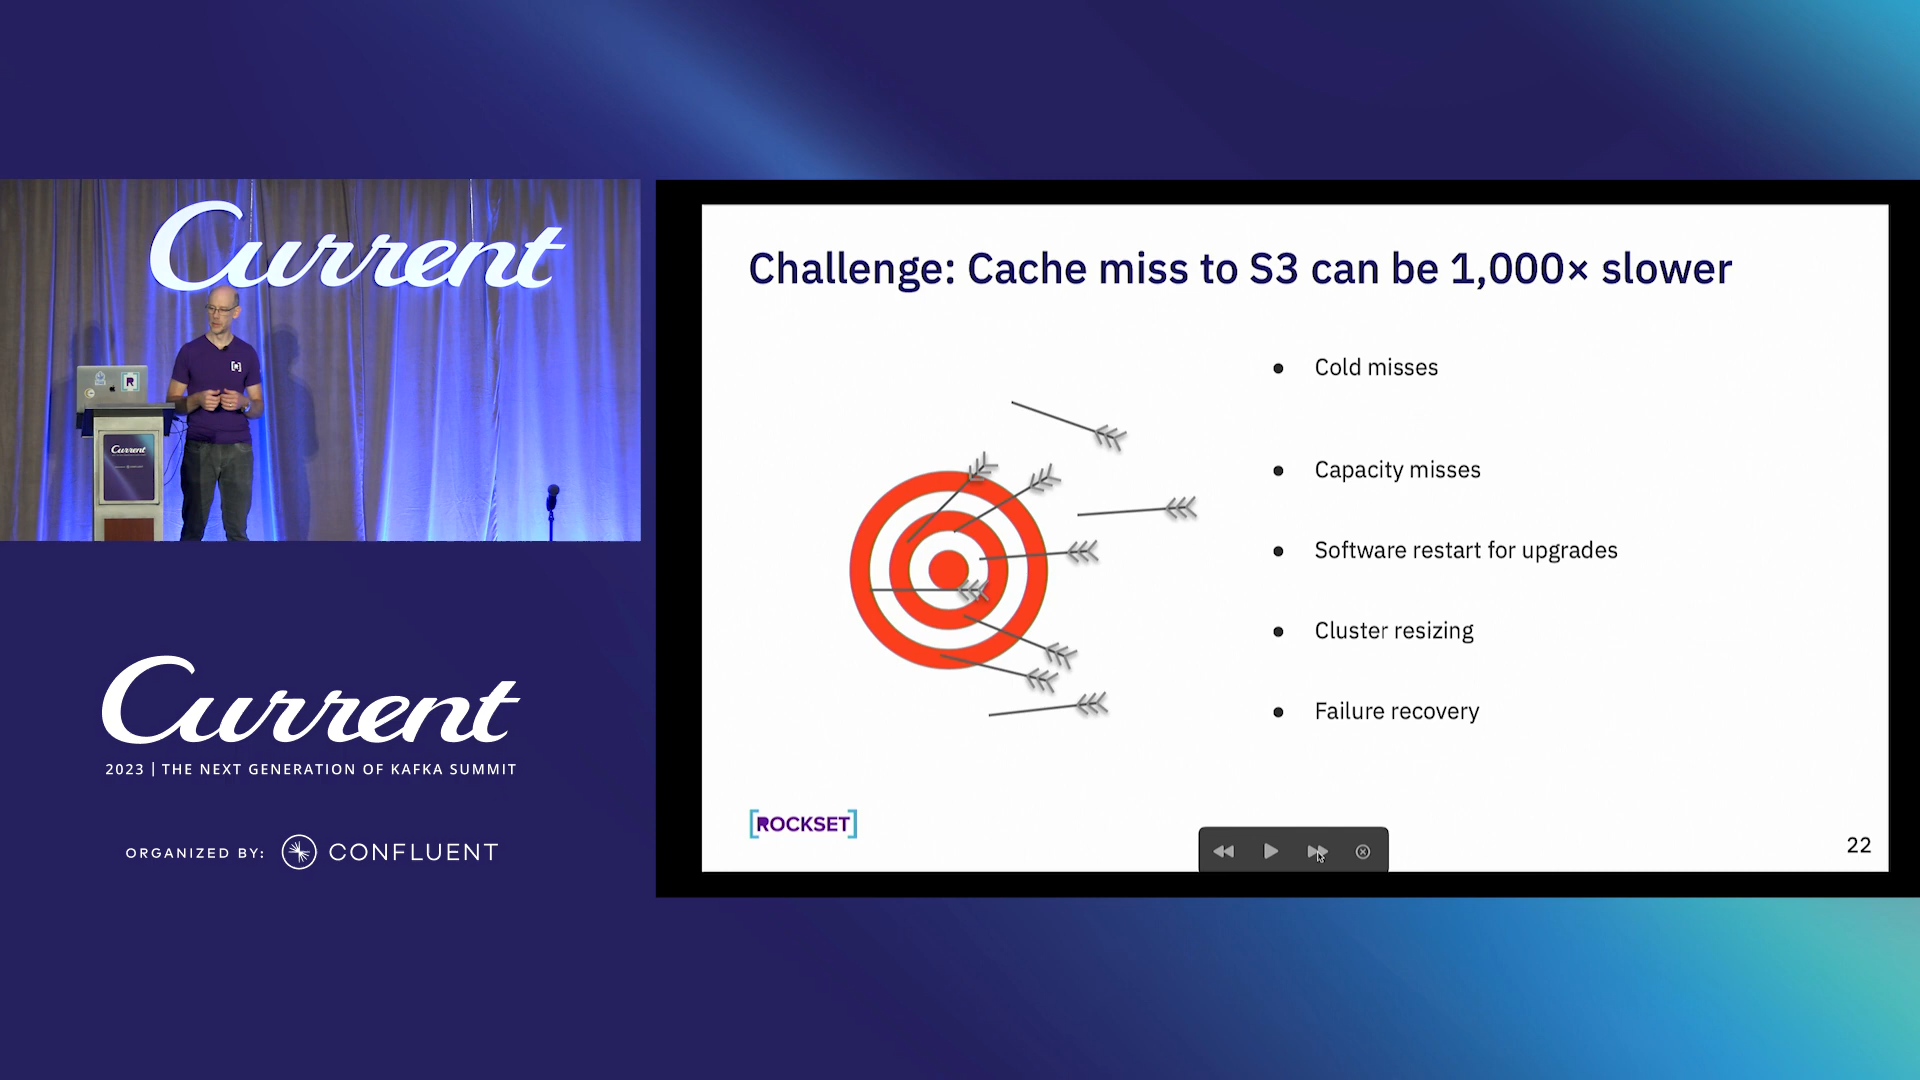 Current
Current
R
Current
2023 | THE NEXT GENERATION OF KAFKA SUMMIT
ORGANIZED BY: CONFLUENT
Challenge: Cache miss to S3 can be 1,000× slower
● Cold misses
● Capacity misses
● Software restart for upgrades
● Cluster resizing
● Failure recovery
[ROCKSET]
22